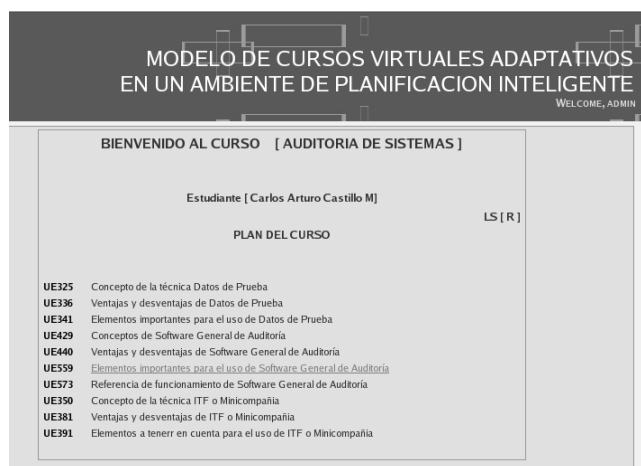 MODELO DE CURSOS VIRTUALES ADAPTATIVOS
EN UN AMBIENTE DE PLANIFICACION INTELIGENTE
WELCOME, ADMIN
BIENVENIDO AL CURSO [ AUDITORIA DE SISTEMAS ]
Estudiante [ Carlos Arturo Castillo M]
LS [ R ]
PLAN DEL CURSO
UE325 Concepto de la técnica Datos de Prueba
UE336 Ventajas y desventajas de Datos de Prueba
UE341 Elementos importantes para el uso de Datos de Prueba
UE429 Conceptos de Software General de Auditoría
UE440 Ventajas y desventajas de Software General de Auditoría
UE559 Elementos importantes para el uso de Software General de Auditoría
UE573 Referencia de funcionamiento de Software General de Auditoría
UE350 Concepto de la técnica ITF o Minicompañia
UE381 Ventajas y desventajas de ITF o Minicompañia
UE391 Elementos a tenerr en cuenta para el uso de ITF o Minicompañia